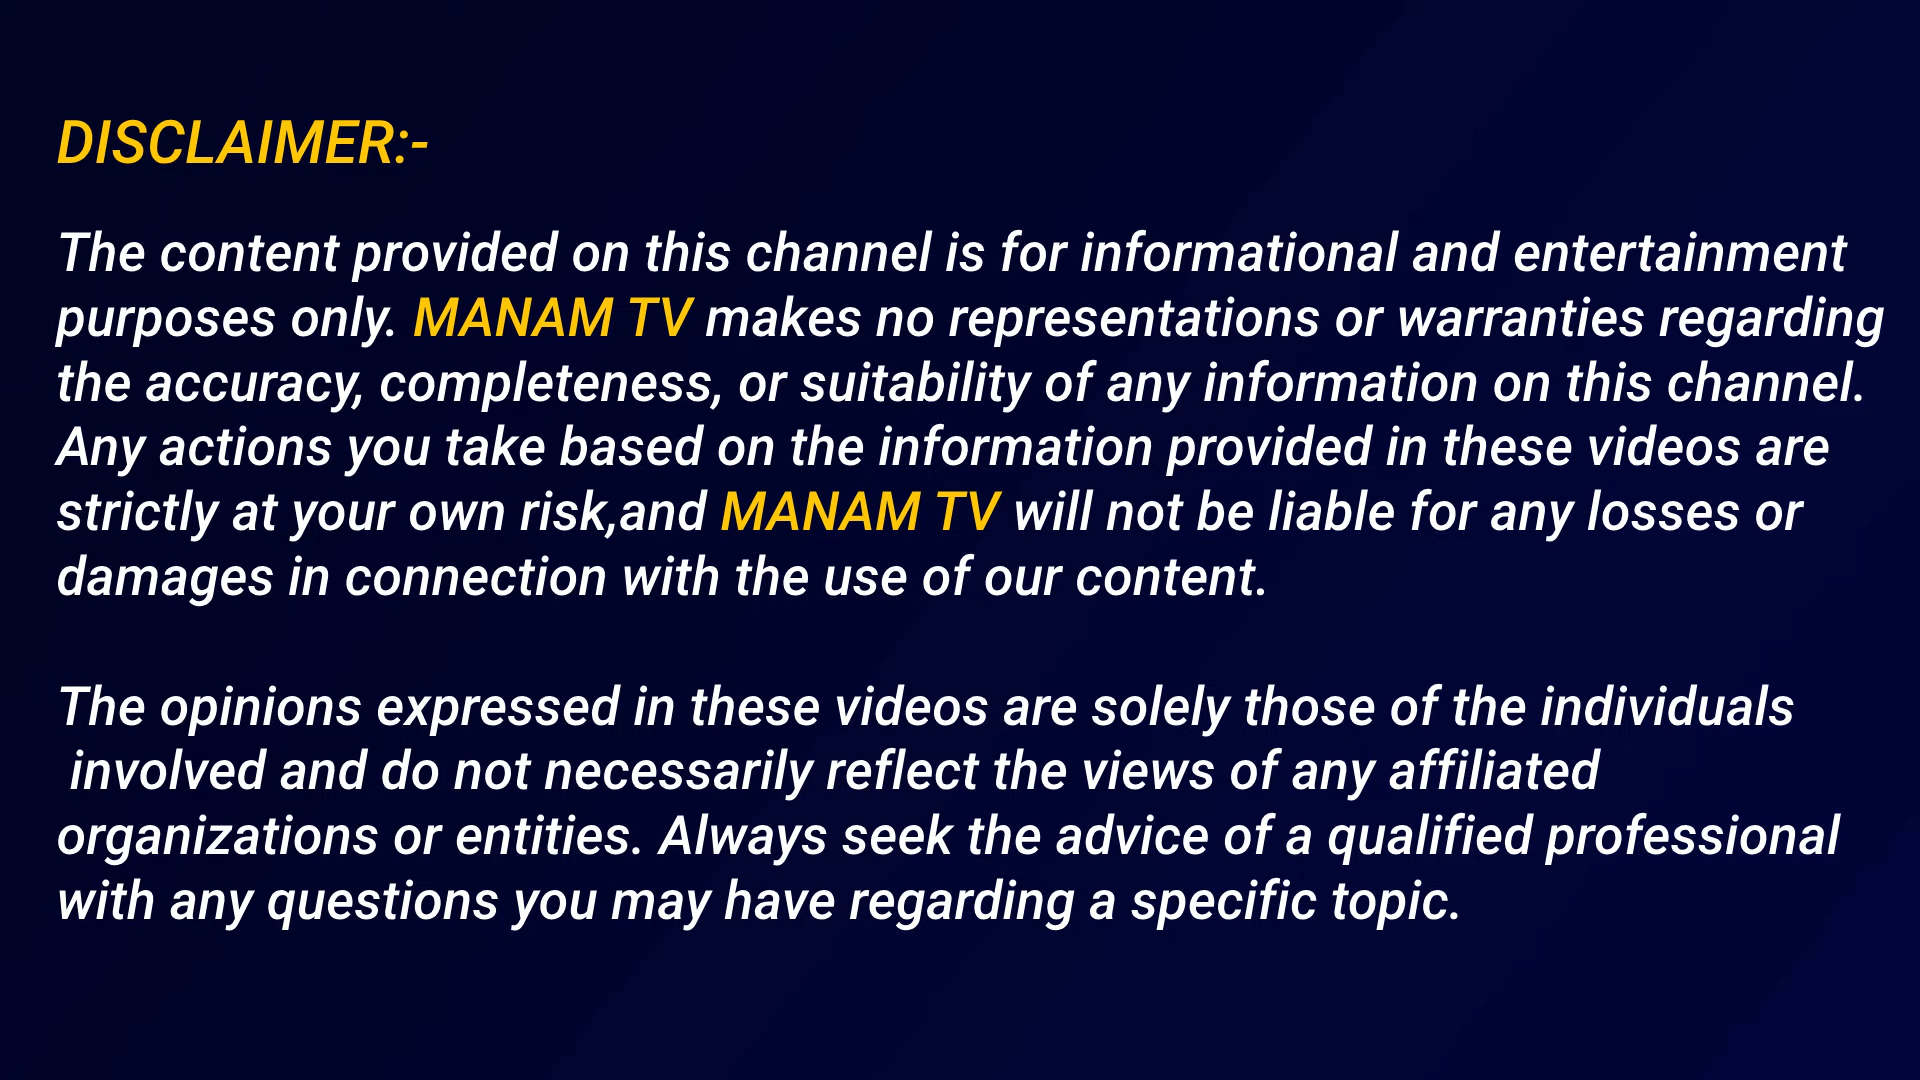 DISCLAIMER:-
The content provided on this channel is for informational and entertainment
purposes only. MANAM TV makes no representations or warranties regarding
the accuracy, completeness, or suitability of any information on this channel.
Any actions you take based on the information provided in these videos are
strictly at your own risk,and MANAM TV will not be liable for any losses or
damages in connection with the use of our content.
The opinions expressed in these videos are solely those of the individuals
involved and do not necessarily reflect the views of any affiliated
organizations or entities. Always seek the advice of a qualified professional
with any questions you may have regarding a specific topic.